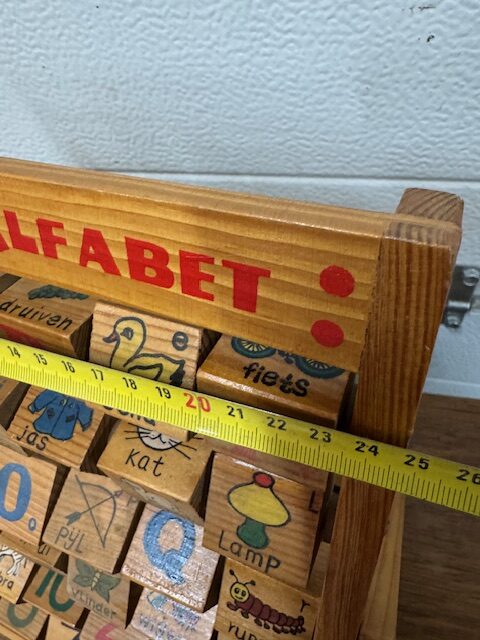 ALFABET
druiven
e
fiets
14 15 16 17 18 19 20 21 22 23 24 25 26
jas
kat
L
O.
pijl
Q
Lamp
vlinder